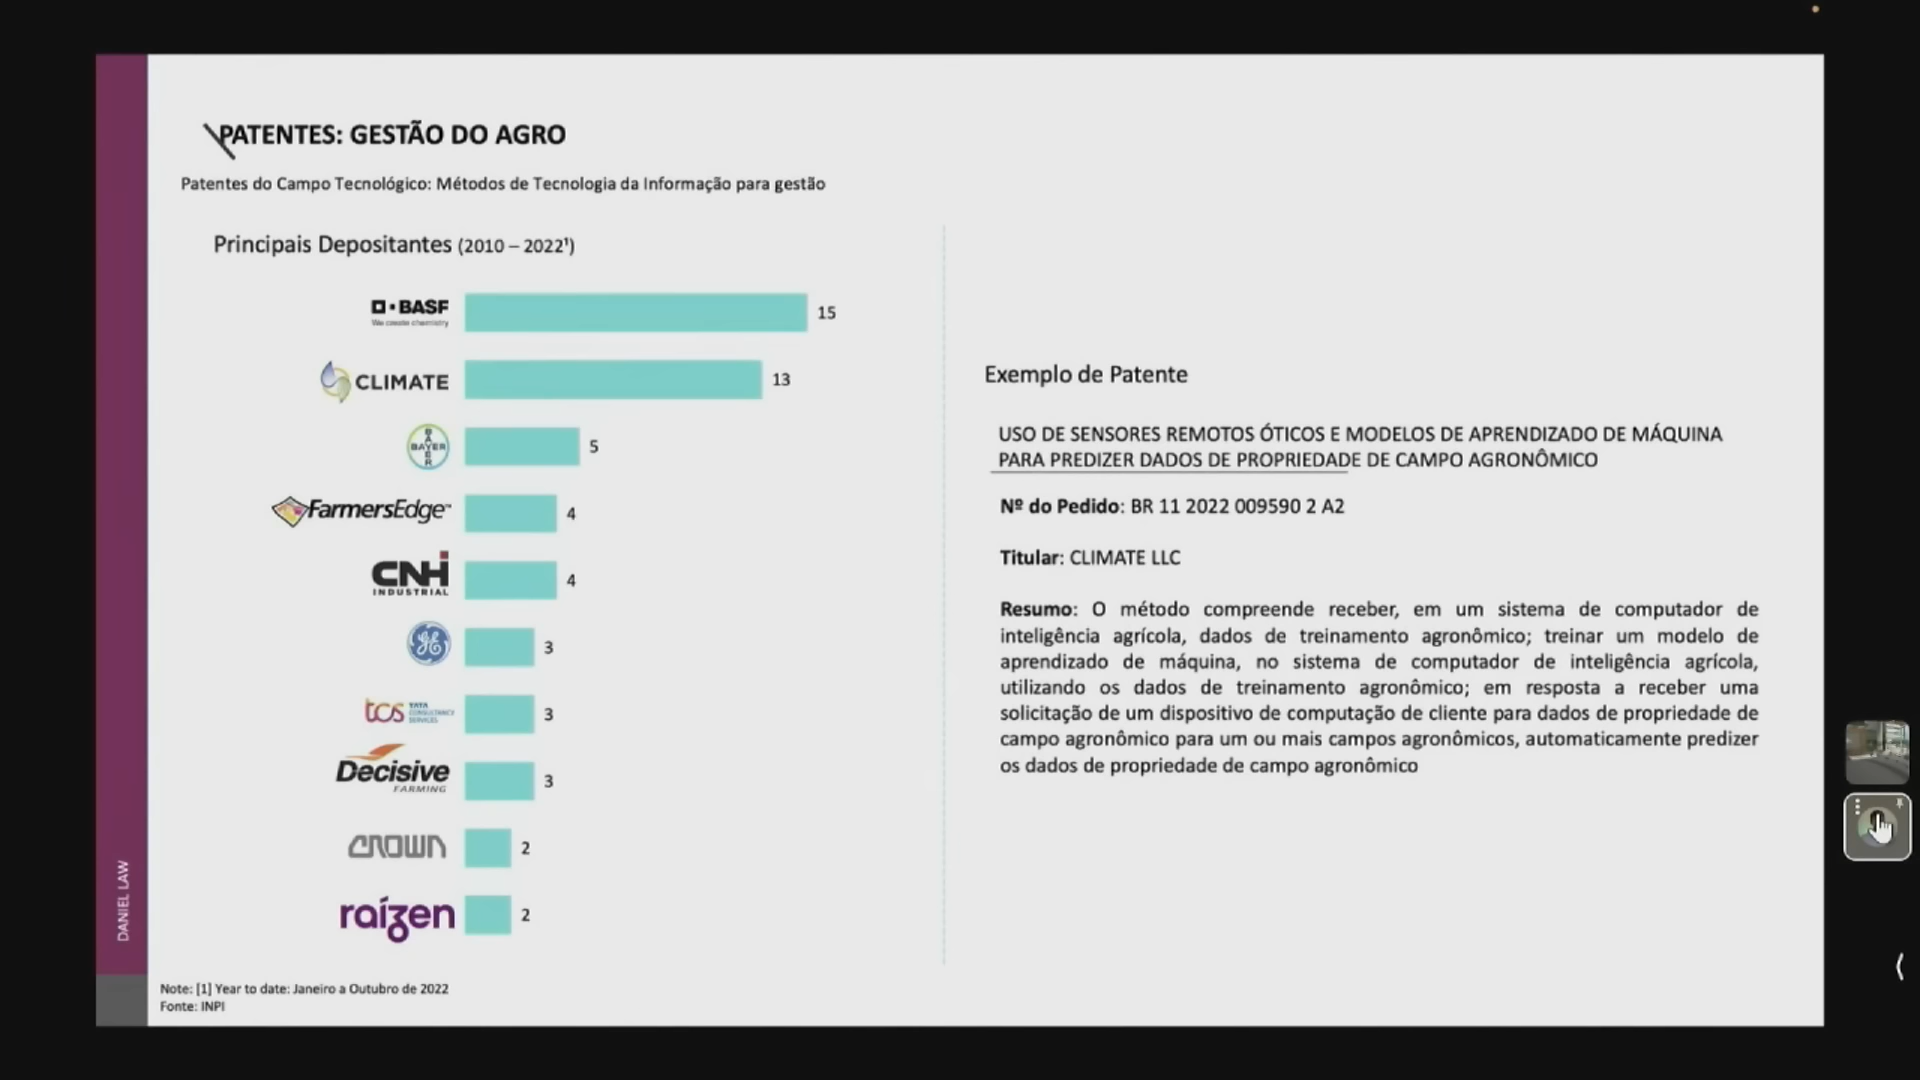 PATENTES: GESTÃO DO AGRO
Patentes do Campo Tecnológico: Métodos de Tecnologia da Informação para gestão
Principais Depositantes (2010 – 2022¹)
BASF
We create chemistry
15
CLIMATE
13
BAYER
BAYER
5
FarmersEdge™
4
CNH
INDUSTRIAL
4
GE
3
tcs TATA
CONSULTANCY
SERVICES
3
Decisive
FARMING
3
CROWN
2
raízen
2
Exemplo de Patente
USO DE SENSORES REMOTOS ÓTICOS E MODELOS DE APRENDIZADO DE MÁQUINA
PARA PREDIZER DADOS DE PROPRIEDADE DE CAMPO AGRONÔMICO
Nº do Pedido: BR 11 2022 009590 2 A2
Titular: CLIMATE LLC
Resumo: O método compreende receber, em um sistema de computador de
inteligência agrícola, dados de treinamento agronômico; treinar um modelo de
aprendizado de máquina, no sistema de computador de inteligência agrícola,
utilizando os dados de treinamento agronômico; em resposta a receber uma
solicitação de um dispositivo de computação de cliente para dados de propriedade de
campo agronômico para um ou mais campos agronômicos, automaticamente predizer
os dados de propriedade de campo agronômico
DANIEL LAW
Note: [1] Year to date: Janeiro a Outubro de 2022
Fonte: INPI